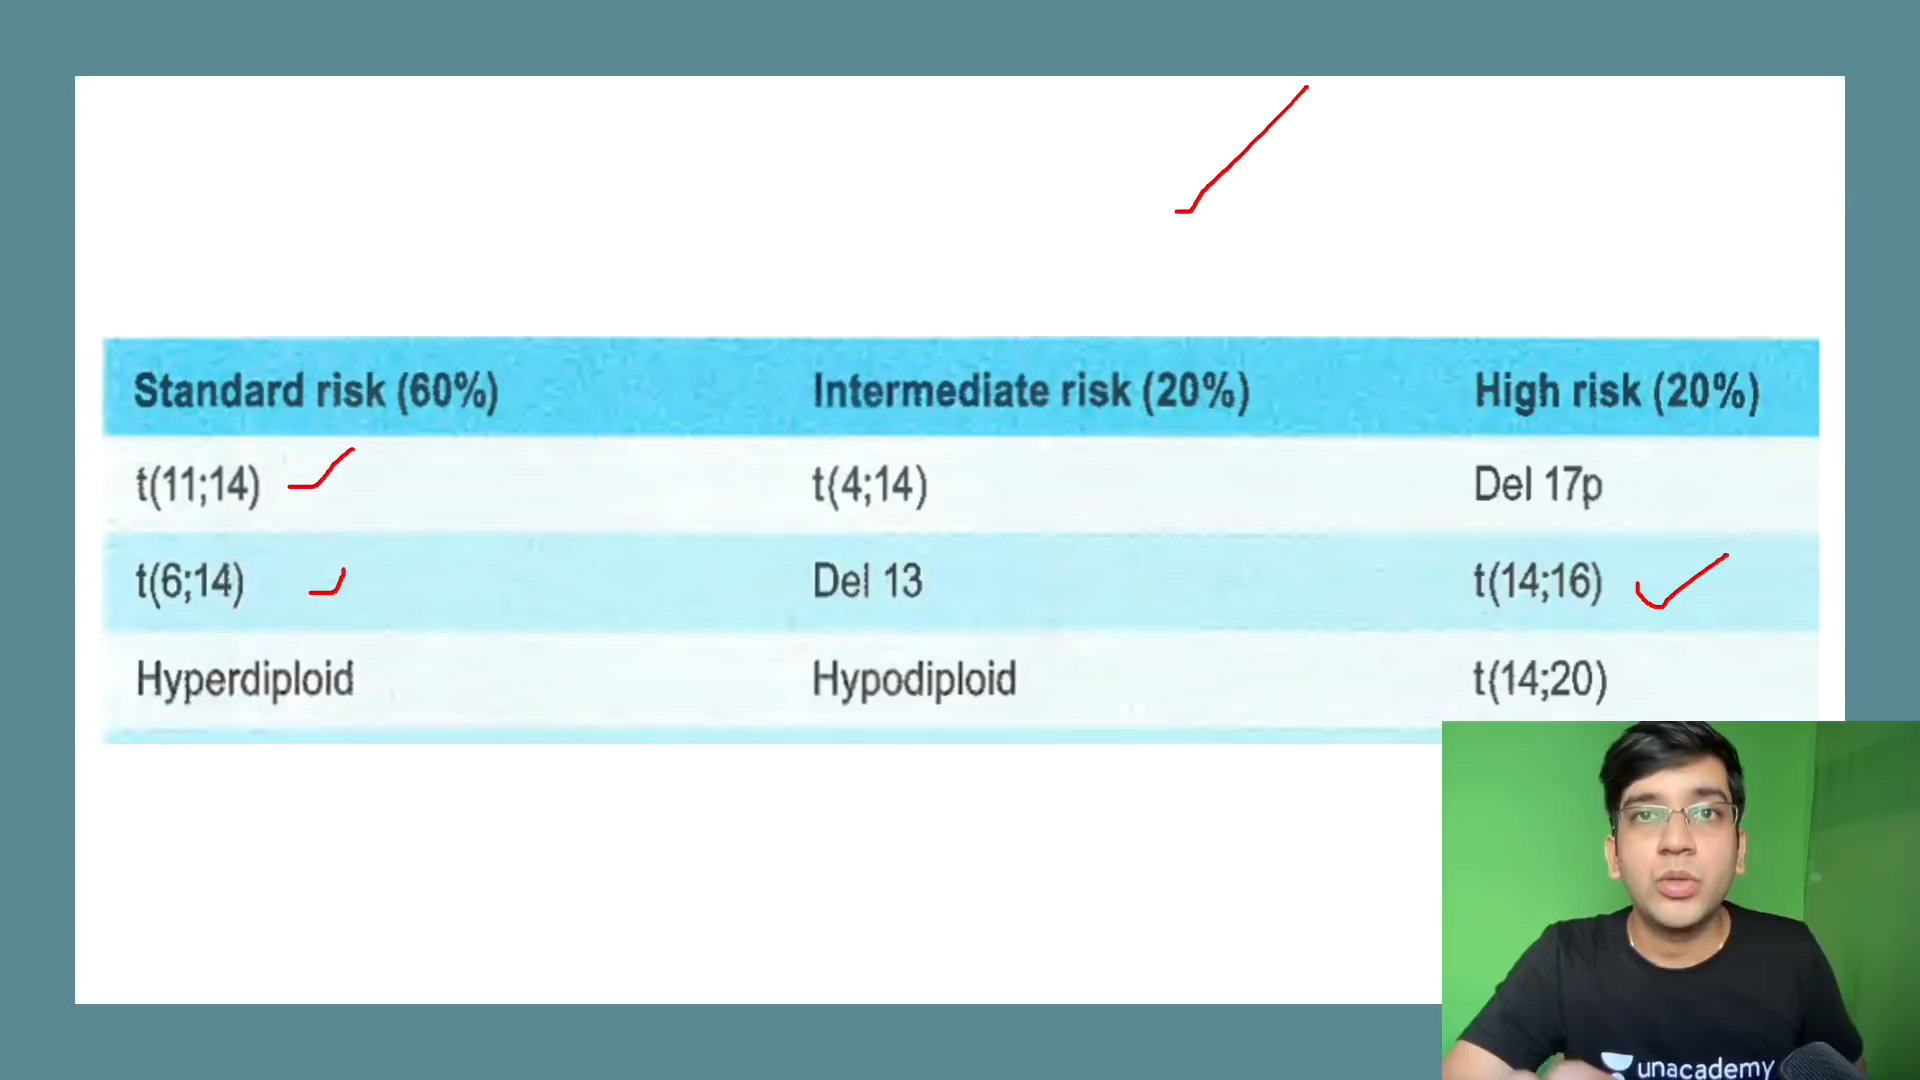 Standard risk (60%) Intermediate risk (20%) High risk (20%)
t(11;14) t(4;14) Del 17p
t(6;14) Del 13 t(14;16)
Hyperdiploid Hypodiploid t(14;20)
unacademy